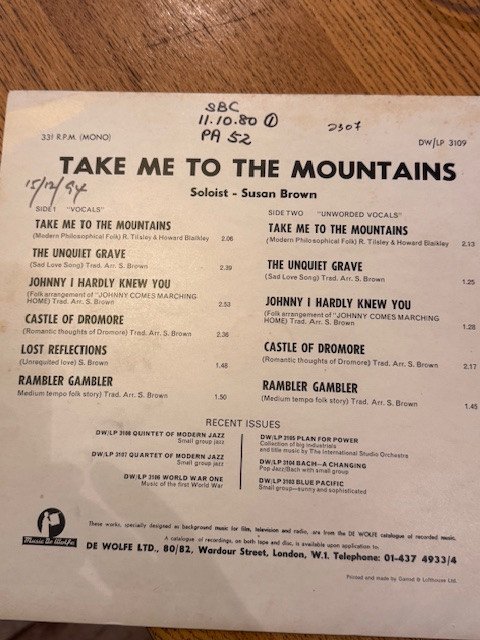 SBC
11.10.80 ①
PA 52
2307
33⅓ R.P.M. (MONO)
DW/LP 3109
TAKE ME TO THE MOUNTAINS
15/12/94
Soloist - Susan Brown
SIDE 1 "VOCALS"
TAKE ME TO THE MOUNTAINS
(Modern Philosophical Folk) R. Tilsley & Howard Blaikley 2.06
THE UNQUIET GRAVE
(Sad Love Song) Trad. Arr. S. Brown 2.39
JOHNNY I HARDLY KNEW YOU
(Folk arrangement of "JOHNNY COMES MARCHING
HOME) Trad. Arr. S. Brown 2.53
CASTLE OF DROMORE
(Romantic thoughts of Dromore) Trad. Arr. S. Brown 2.36
LOST REFLECTIONS
(Unrequited love) S. Brown 1.48
RAMBLER GAMBLER
Medium tempo folk story) Trad. Arr. S. Brown 1.50
SIDE TWO "UNWORDED VOCALS"
TAKE ME TO THE MOUNTAINS
(Modern Philosophical Folk) R. Tilsley & Howard Blaikley 2.13
THE UNQUIET GRAVE
(Sad Love Song) Trad. Arr. S. Brown 1.25
JOHNNY I HARDLY KNEW YOU
(Folk arrangement of "JOHNNY COMES MARCHING
HOME") Trad. Arr. S. Brown 1.28
CASTLE OF DROMORE
(Romantic thoughts of Dromore) Trad. Arr. S. Brown 2.17
RAMBLER GAMBLER
(Medium tempo folk story) Trad. Arr. S. Brown 1.45
RECENT ISSUES
DW/LP 3108 QUINTET OF MODERN JAZZ
Small group jazz
DW/LP 3107 QUARTET OF MODERN JAZZ
Small group jazz
DW/LP 3106 WORLD WAR ONE
Music of the first World War
DW/LP 3105 PLAN FOR POWER
Collection of big industrials
and title music by The International Studio Orchestra
DW/LP 3104 BACH—A CHANGING
Pop Jazz/Bach with small group
DW/LP 3103 BLUE PACIFIC
Small group—sunny and sophisticated
Music De Wolfe
These works, specially designed as background music for film, television and radio, are from the DE WOLFE catalogue of recorded music.
A catalogue of recordings, on both tape and disc, is available upon application to
DE WOLFE LTD., 80/82, Wardour Street, London, W.1. Telephone: 01-437 4933/4
Printed and made by Garrod & Lofthouse Ltd.